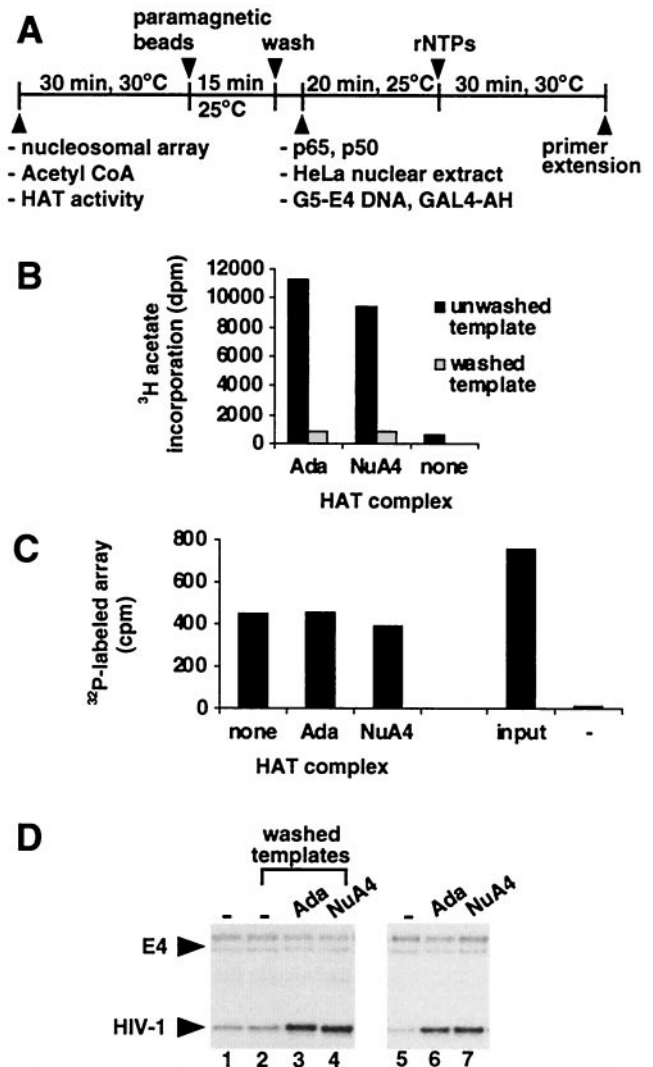 A
paramagnetic
beads
wash
rNTPs
30 min, 30°C
15 min
25°C
20 min, 25°C
30 min, 30°C
- nucleosomal array
- Acetyl CoA
- HAT activity
- p65, p50
- HeLa nuclear extract
- G5-E4 DNA, GAL4-AH
primer
extension
B
³H acetate
incorporation (dpm)
12000
10000
8000
6000
4000
2000
0
unwashed
template
washed
template
Ada NuA4 none
HAT complex
C
³²P-labeled array
(cpm)
800
600
400
200
0
none Ada NuA4 input -
HAT complex
D
washed
templates
- - Ada NuA4 - Ada NuA4
E4
HIV-1
1 2 3 4 5 6 7